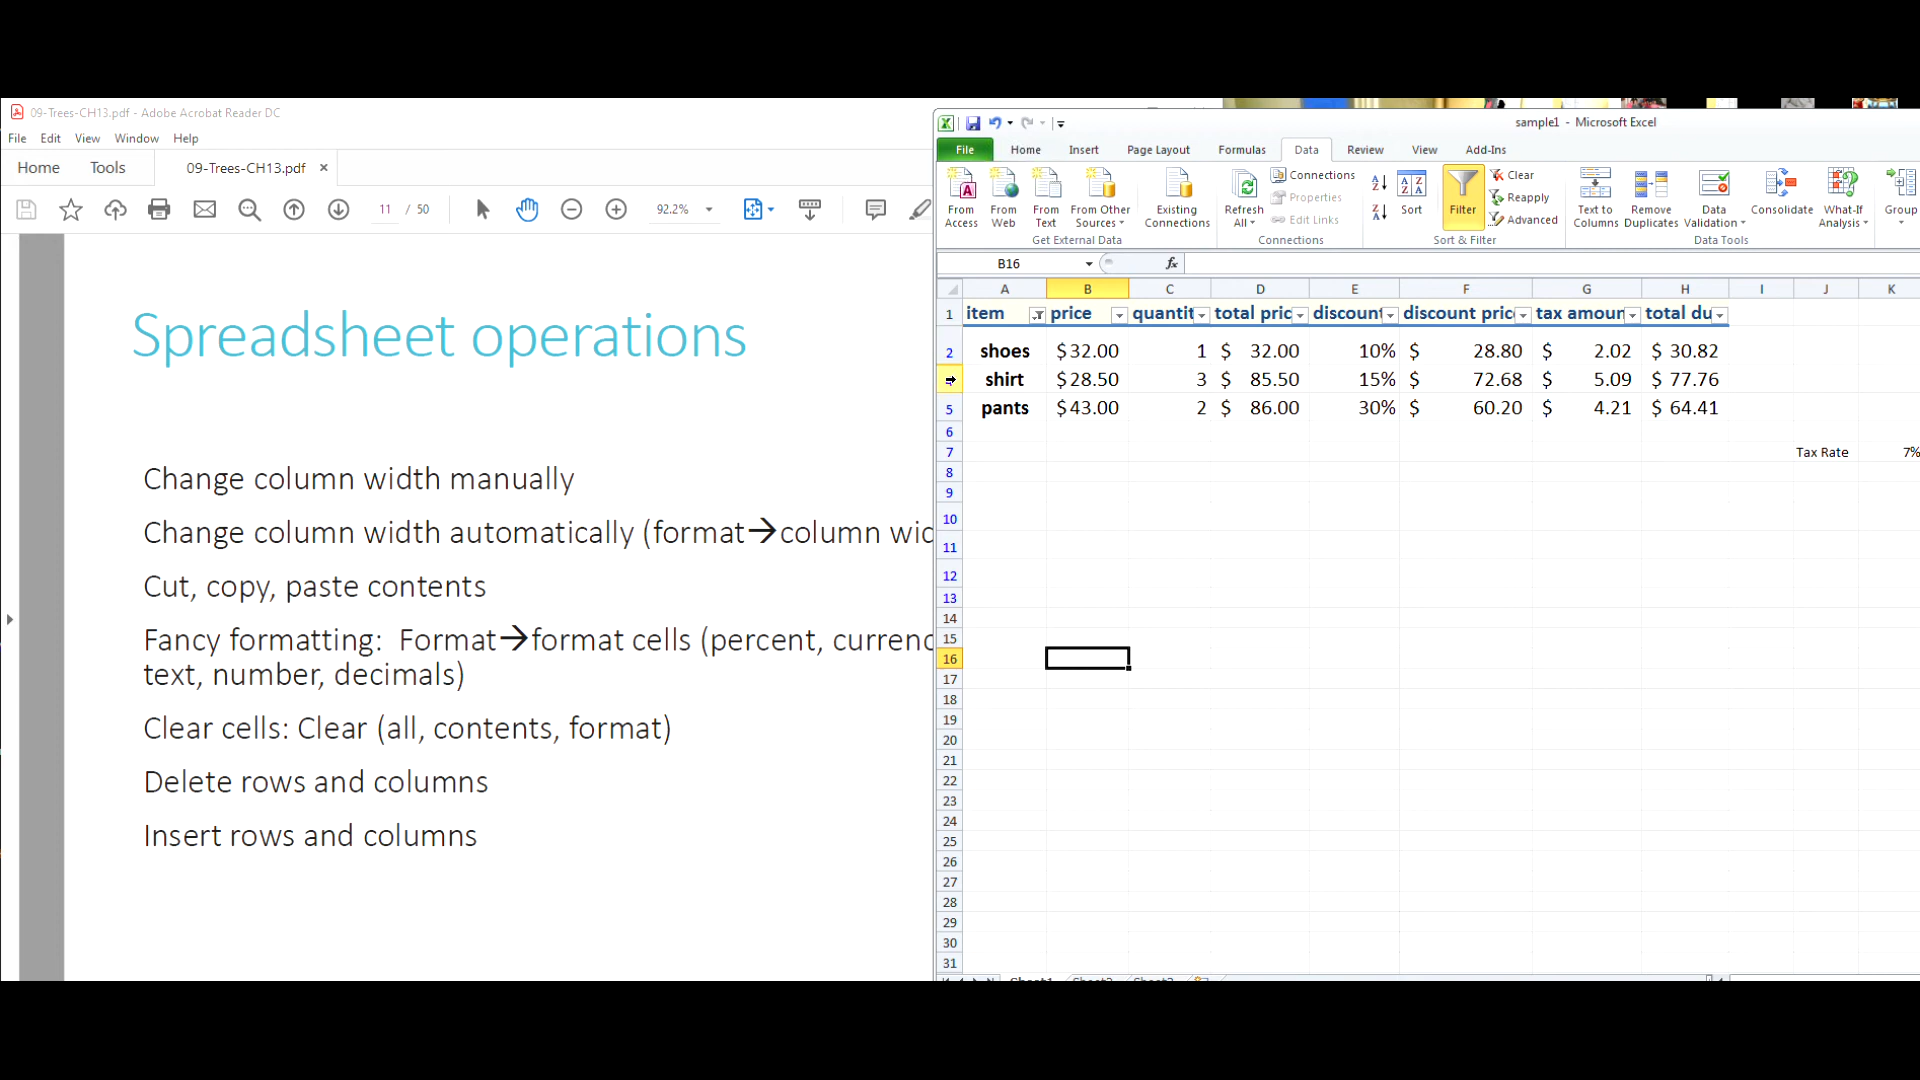 09-Trees-CH13.pdf - Adobe Acrobat Reader DC
File Edit View Window Help
Home Tools 09-Trees-CH13.pdf ×
11 / 50 92.2%
Spreadsheet operations
Change column width manually
Change column width automatically (format→column wid
Cut, copy, paste contents
Fancy formatting: Format→format cells (percent, currenc
text, number, decimals)
Clear cells: Clear (all, contents, format)
Delete rows and columns
Insert rows and columns
sample1 - Microsoft Excel
File Home Insert Page Layout Formulas Data Review View Add-Ins
From Access
From Web
From Text
From Other Sources
Existing Connections
Get External Data
Refresh All
Connections
Properties
Edit Links
Connections
Sort
Filter
Clear
Reapply
Advanced
Sort & Filter
Text to Columns
Remove Duplicates
Data Validation
Consolidate
What-If Analysis
Data Tools
Group
B16 fx
A B C D E F G H I J K
1 item price quantit total pric discount discount pric tax amoun total du
2 shoes $32.00 1 $ 32.00 10% $ 28.80 $ 2.02 $ 30.82
shirt $28.50 3 $ 85.50 15% $ 72.68 $ 5.09 $ 77.76
5 pants $43.00 2 $ 86.00 30% $ 60.20 $ 4.21 $ 64.41
6
7 Tax Rate 7%
8
9
10
11
12
13
14
15
16
17
18
19
20
21
22
23
24
25
26
27
28
29
30
31
Sheet1 Sheet2 Sheet3